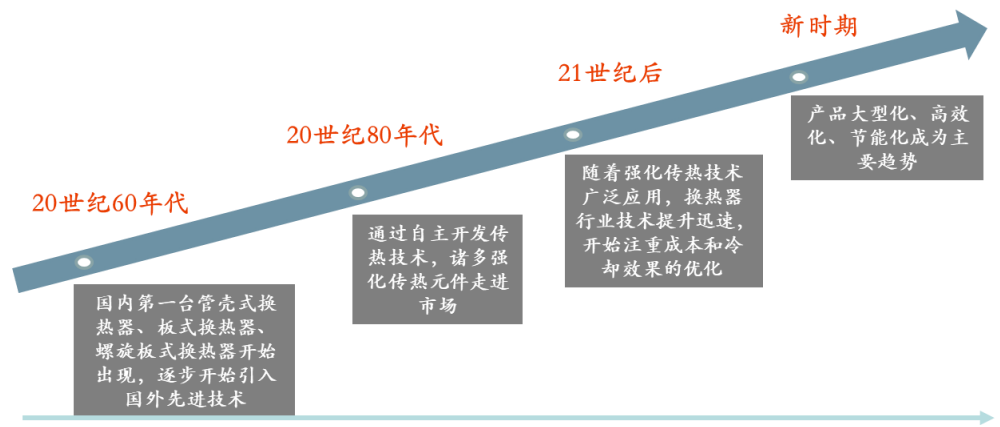 20世纪60年代
国内第一台管壳式换
热器、板式换热器、
螺旋板式换热器开始
出现，逐步开始引入
国外先进技术
20世纪80年代
通过自主开发传
热技术，诸多强
化传热元件走进
市场
21世纪后
随着强化传热技术
广泛应用，换热器
行业技术提升迅速，
开始注重成本和冷
却效果的优化
新时期
产品大型化、高效
化、节能化成为主
要趋势